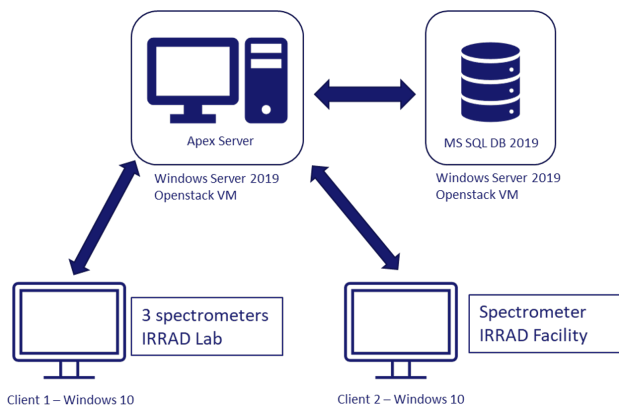 Apex Server
MS SQL DB 2019
Windows Server 2019
Openstack VM
Windows Server 2019
Openstack VM
3 spectrometers
IRRAD Lab
Spectrometer
IRRAD Facility
Client 1 – Windows 10
Client 2 – Windows 10